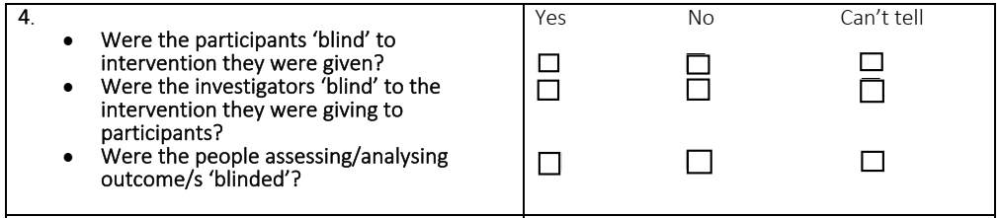 4.
Yes No Can't tell
• Were the participants ‘blind’ to
intervention they were given?
• Were the investigators ‘blind’ to the
intervention they were giving to
participants?
• Were the people assessing/analysing
outcome/s ‘blinded’?